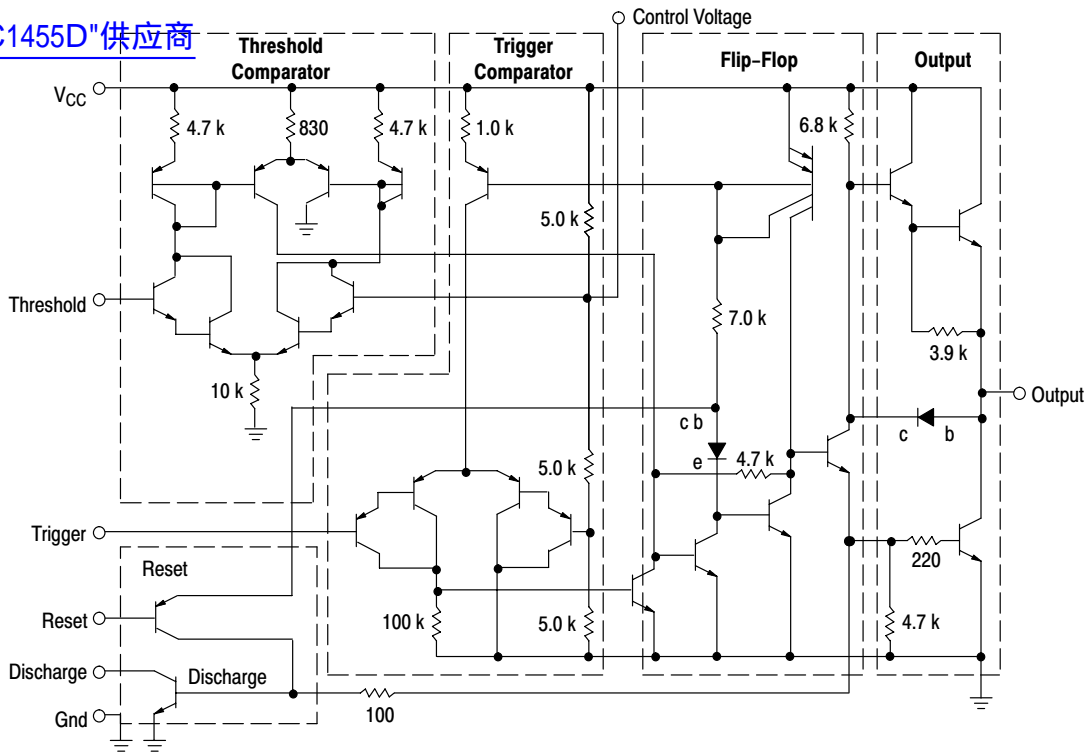 C1455D"供应商
Control Voltage
Threshold
Comparator
Trigger
Comparator
Flip–Flop
Output
VCC
4.7 k
830
4.7 k
1.0 k
6.8 k
5.0 k
Threshold
7.0 k
3.9 k
10 k
Output
c b
c b
e
4.7 k
5.0 k
Trigger
220
Reset
100 k
5.0 k
4.7 k
Reset
Discharge
Discharge
100
Gnd